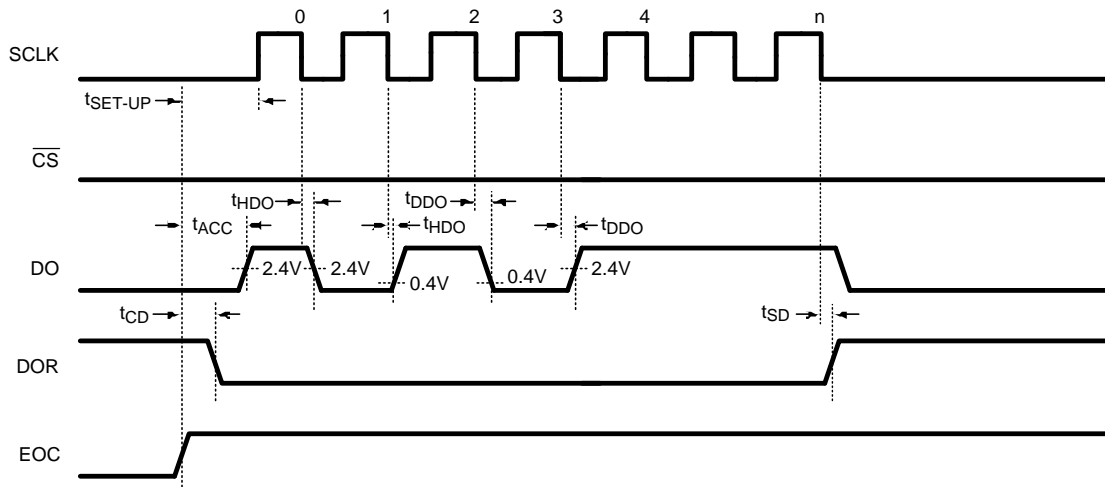 0 1 2 3 4 n
SCLK
tSET-UP
CS
tHDO tDDO
tACC tHDO tDDO
DO 2.4V 2.4V 0.4V 0.4V 2.4V
tCD tSD
DOR
EOC